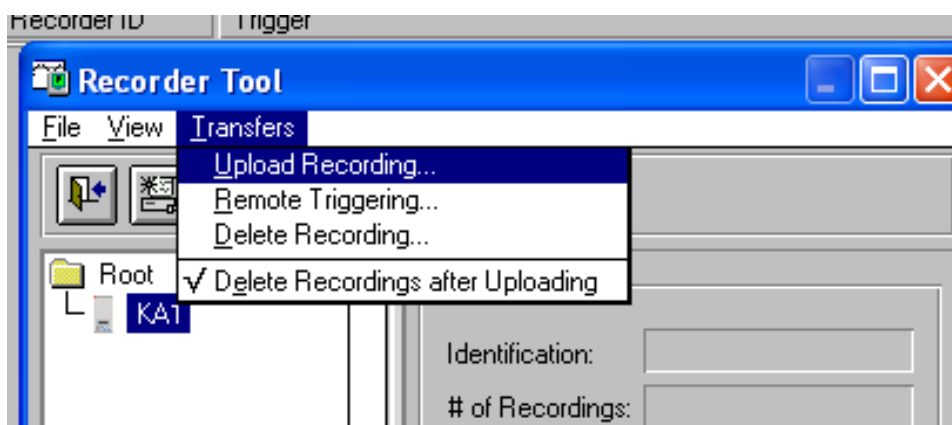 Recorder ID Trigger
Recorder Tool
File View Transfers
Upload Recording...
Remote Triggering...
Delete Recording...
Delete Recordings after Uploading
Root
KAT
Identification:
# of Recordings: